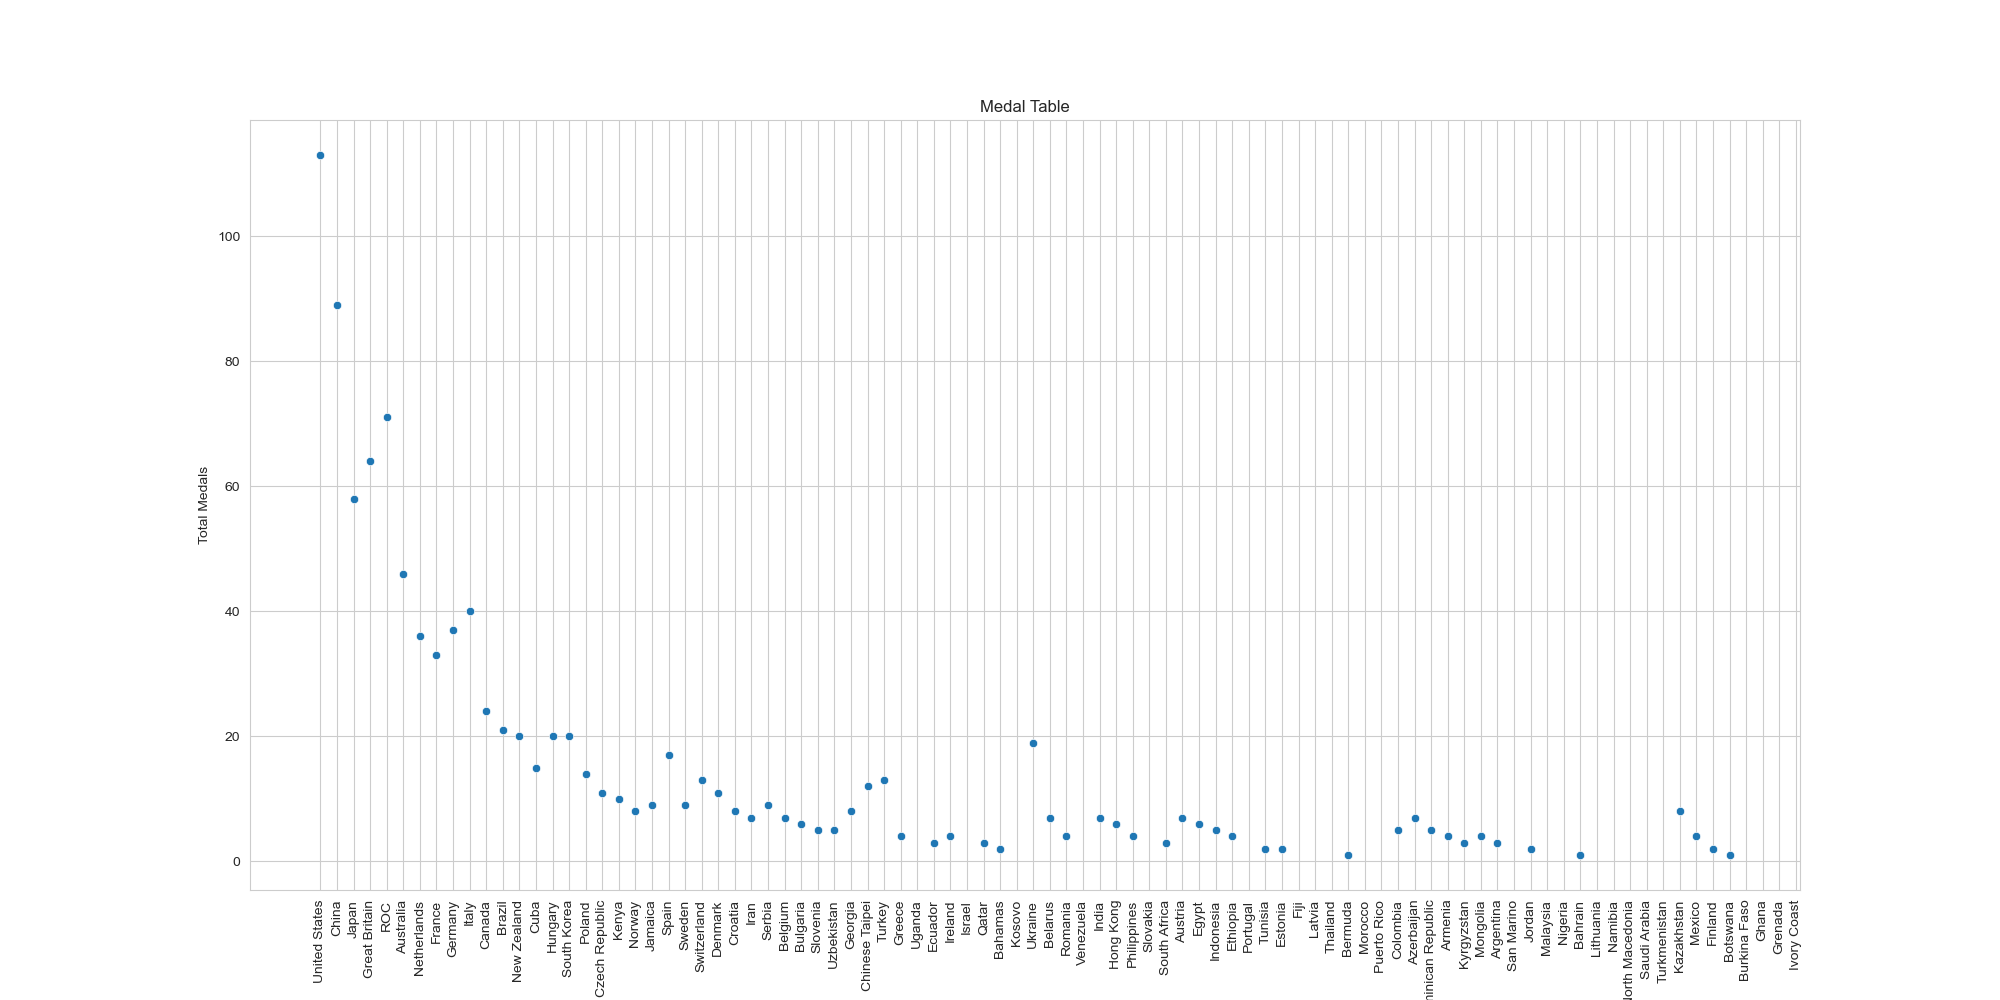 Medal Table
Total Medals
100
80
60
40
20
0
United States
China
Japan
Great Britain
ROC
Australia
Netherlands
France
Germany
Italy
Canada
Brazil
New Zealand
Cuba
Hungary
South Korea
Poland
Czech Republic
Kenya
Norway
Jamaica
Spain
Sweden
Switzerland
Denmark
Croatia
Iran
Serbia
Belgium
Bulgaria
Slovenia
Uzbekistan
Georgia
Chinese Taipei
Turkey
Greece
Uganda
Ecuador
Ireland
Israel
Qatar
Bahamas
Kosovo
Ukraine
Belarus
Romania
Venezuela
India
Hong Kong
Philippines
Slovakia
South Africa
Austria
Egypt
Indonesia
Ethiopia
Portugal
Tunisia
Estonia
Fiji
Latvia
Thailand
Bermuda
Morocco
Puerto Rico
Colombia
Azerbaijan
minican Republic
Armenia
Kyrgyzstan
Mongolia
Argentina
San Marino
Jordan
Malaysia
Nigeria
Bahrain
Lithuania
Namibia
North Macedonia
Saudi Arabia
Turkmenistan
Kazakhstan
Mexico
Finland
Botswana
Burkina Faso
Ghana
Grenada
Ivory Coast